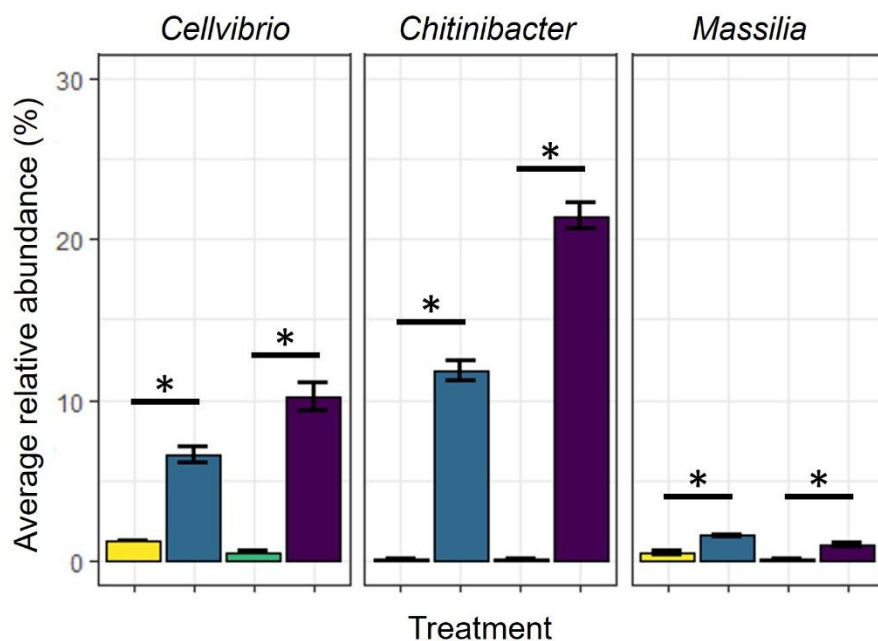 Cellvibrio Chitinibacter Massilia
Average relative abundance (%)
30
20
10
0
* * * * * *
Treatment